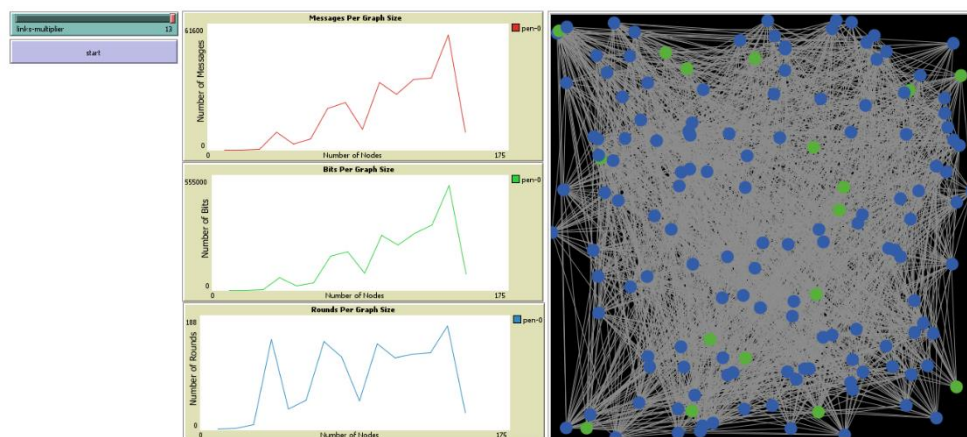 links-multiplier 13
start
Messages Per Graph Size
61600
Number of Messages
0
0
Number of Nodes
175
pen-0
Bits Per Graph Size
555000
Number of Bits
0
0
Number of Nodes
175
pen-0
Rounds Per Graph Size
188
Number of Rounds
0
0
Number of Nodes
175
pen-0